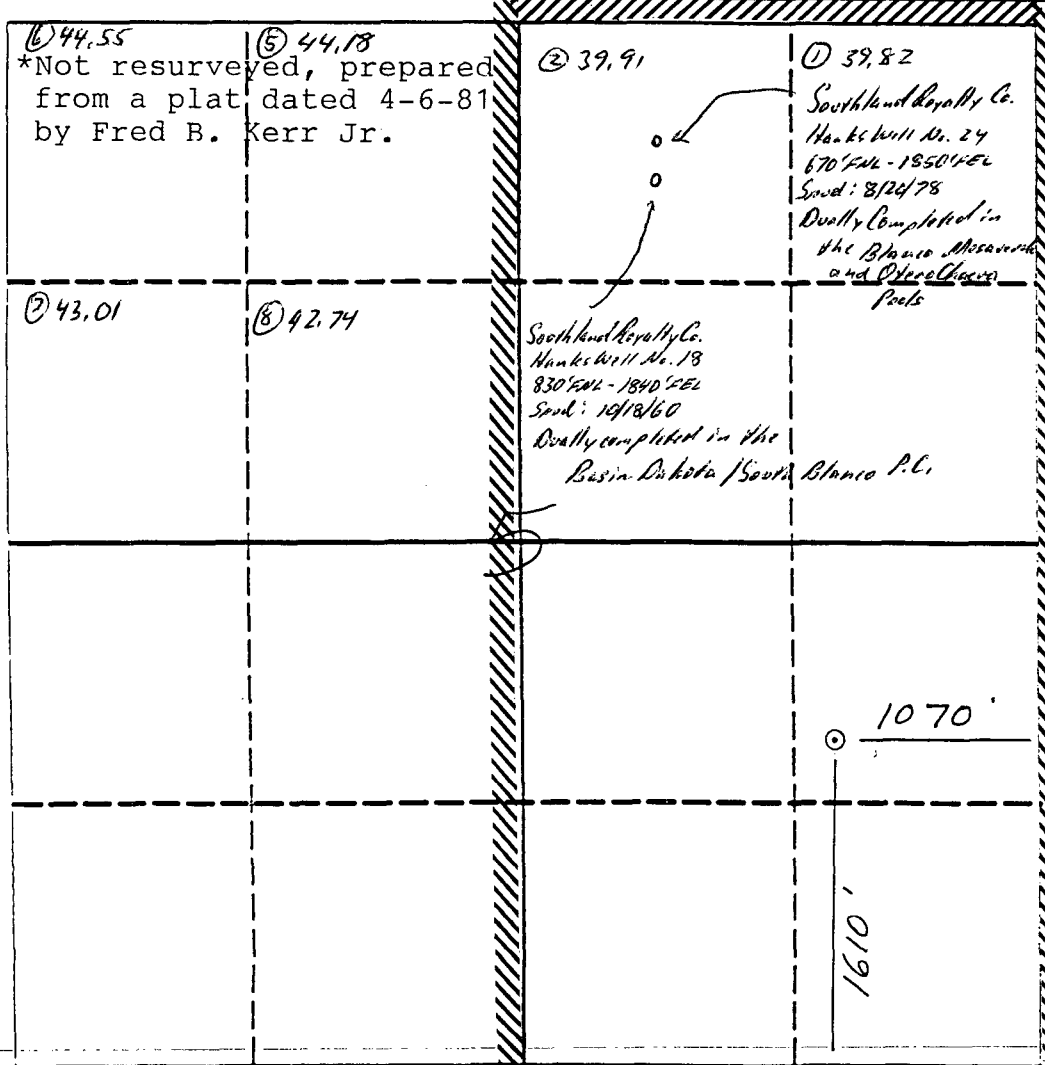 ⑥ 44,55
⑤ 44,18
*Not resurveyed, prepared
from a plat dated 4-6-81
by Fred B. Kerr Jr.
② 39,91
① 39,82
Southland Royalty Co.
Hanks Well No. 24
670'FNL - 1850'FEL
Spud: 8/26/78
Dually Completed in
the Blanco Mesaverde
and Otero Chacra
Pools
⑦ 43,01
⑧ 42.74
Southland Royalty Co.
Hanks Well No. 18
830'FNL - 1840'FEL
Spud: 10/18/60
Dually completed in the
Basin Dakota / South Blanco P.C.
1070'
1610'